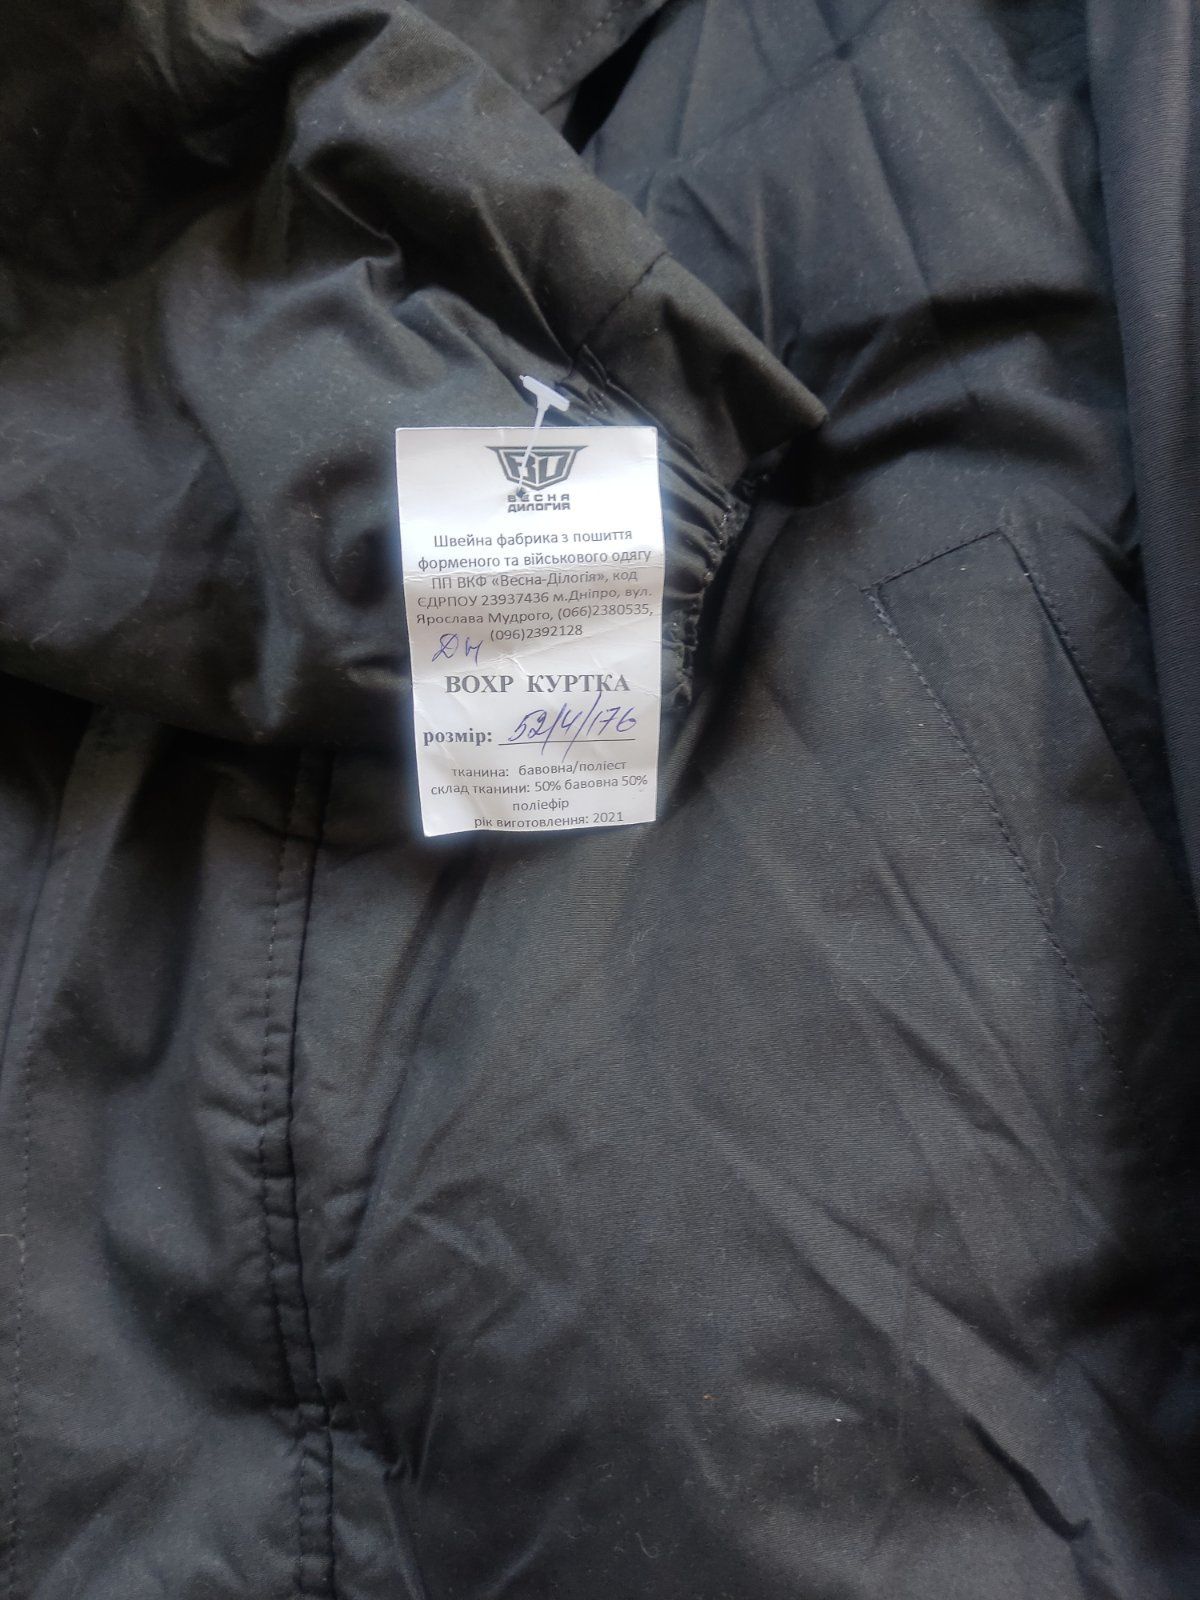 ВД
ВЕСНА
ДИЛОГИЯ
Швейна фабрика з пошиття
форменого та військового одягу
ПП ВКФ «Весна-Ділогія», код
ЄДРПОУ 23937436 м.Дніпро, вул.
Ярослава Мудрого, (066)2380535,
(096)2392128
ВОХР КУРТКА
розмір: 52/4/176
тканина: бавовна/поліест
склад тканини: 50% бавовна 50%
поліефір
рік виготовлення: 2021